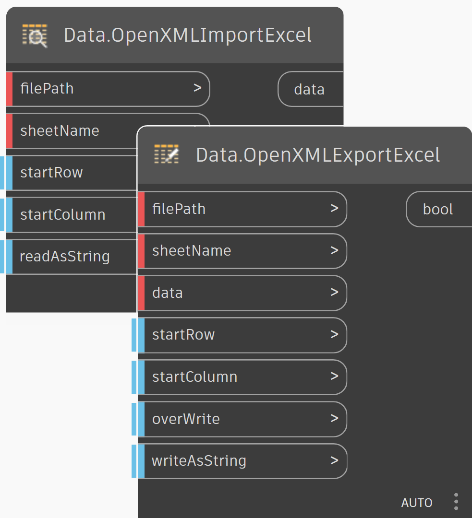 Data.OpenXMLImportExcel
filePath >
data
sheetName
startRow
startColumn
readAsString
Data.OpenXMLExportExcel
filePath >
bool
sheetName >
data >
startRow >
startColumn >
overWrite >
writeAsString >
AUTO